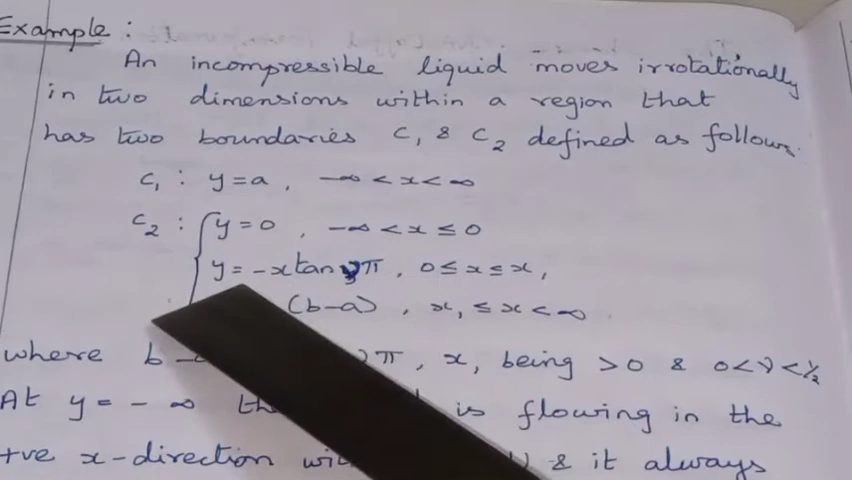 Example :
An incompressible liquid moves irrotationally
in two dimensions within a region that
has two boundaries C₁ & C₂ defined as follows.
C₁ : y=a , -∞ < x < ∞
C₂ : { y=0 , -∞ < x ≤ 0
y= -x tan νπ , 0 ≤ x ≤ x₁
(b-a) , x₁ ≤ x < ∞
where b π , x₁ being >0 & 0<ν<½
At y= -∞ is flowing in the
+ve x-direction & it always